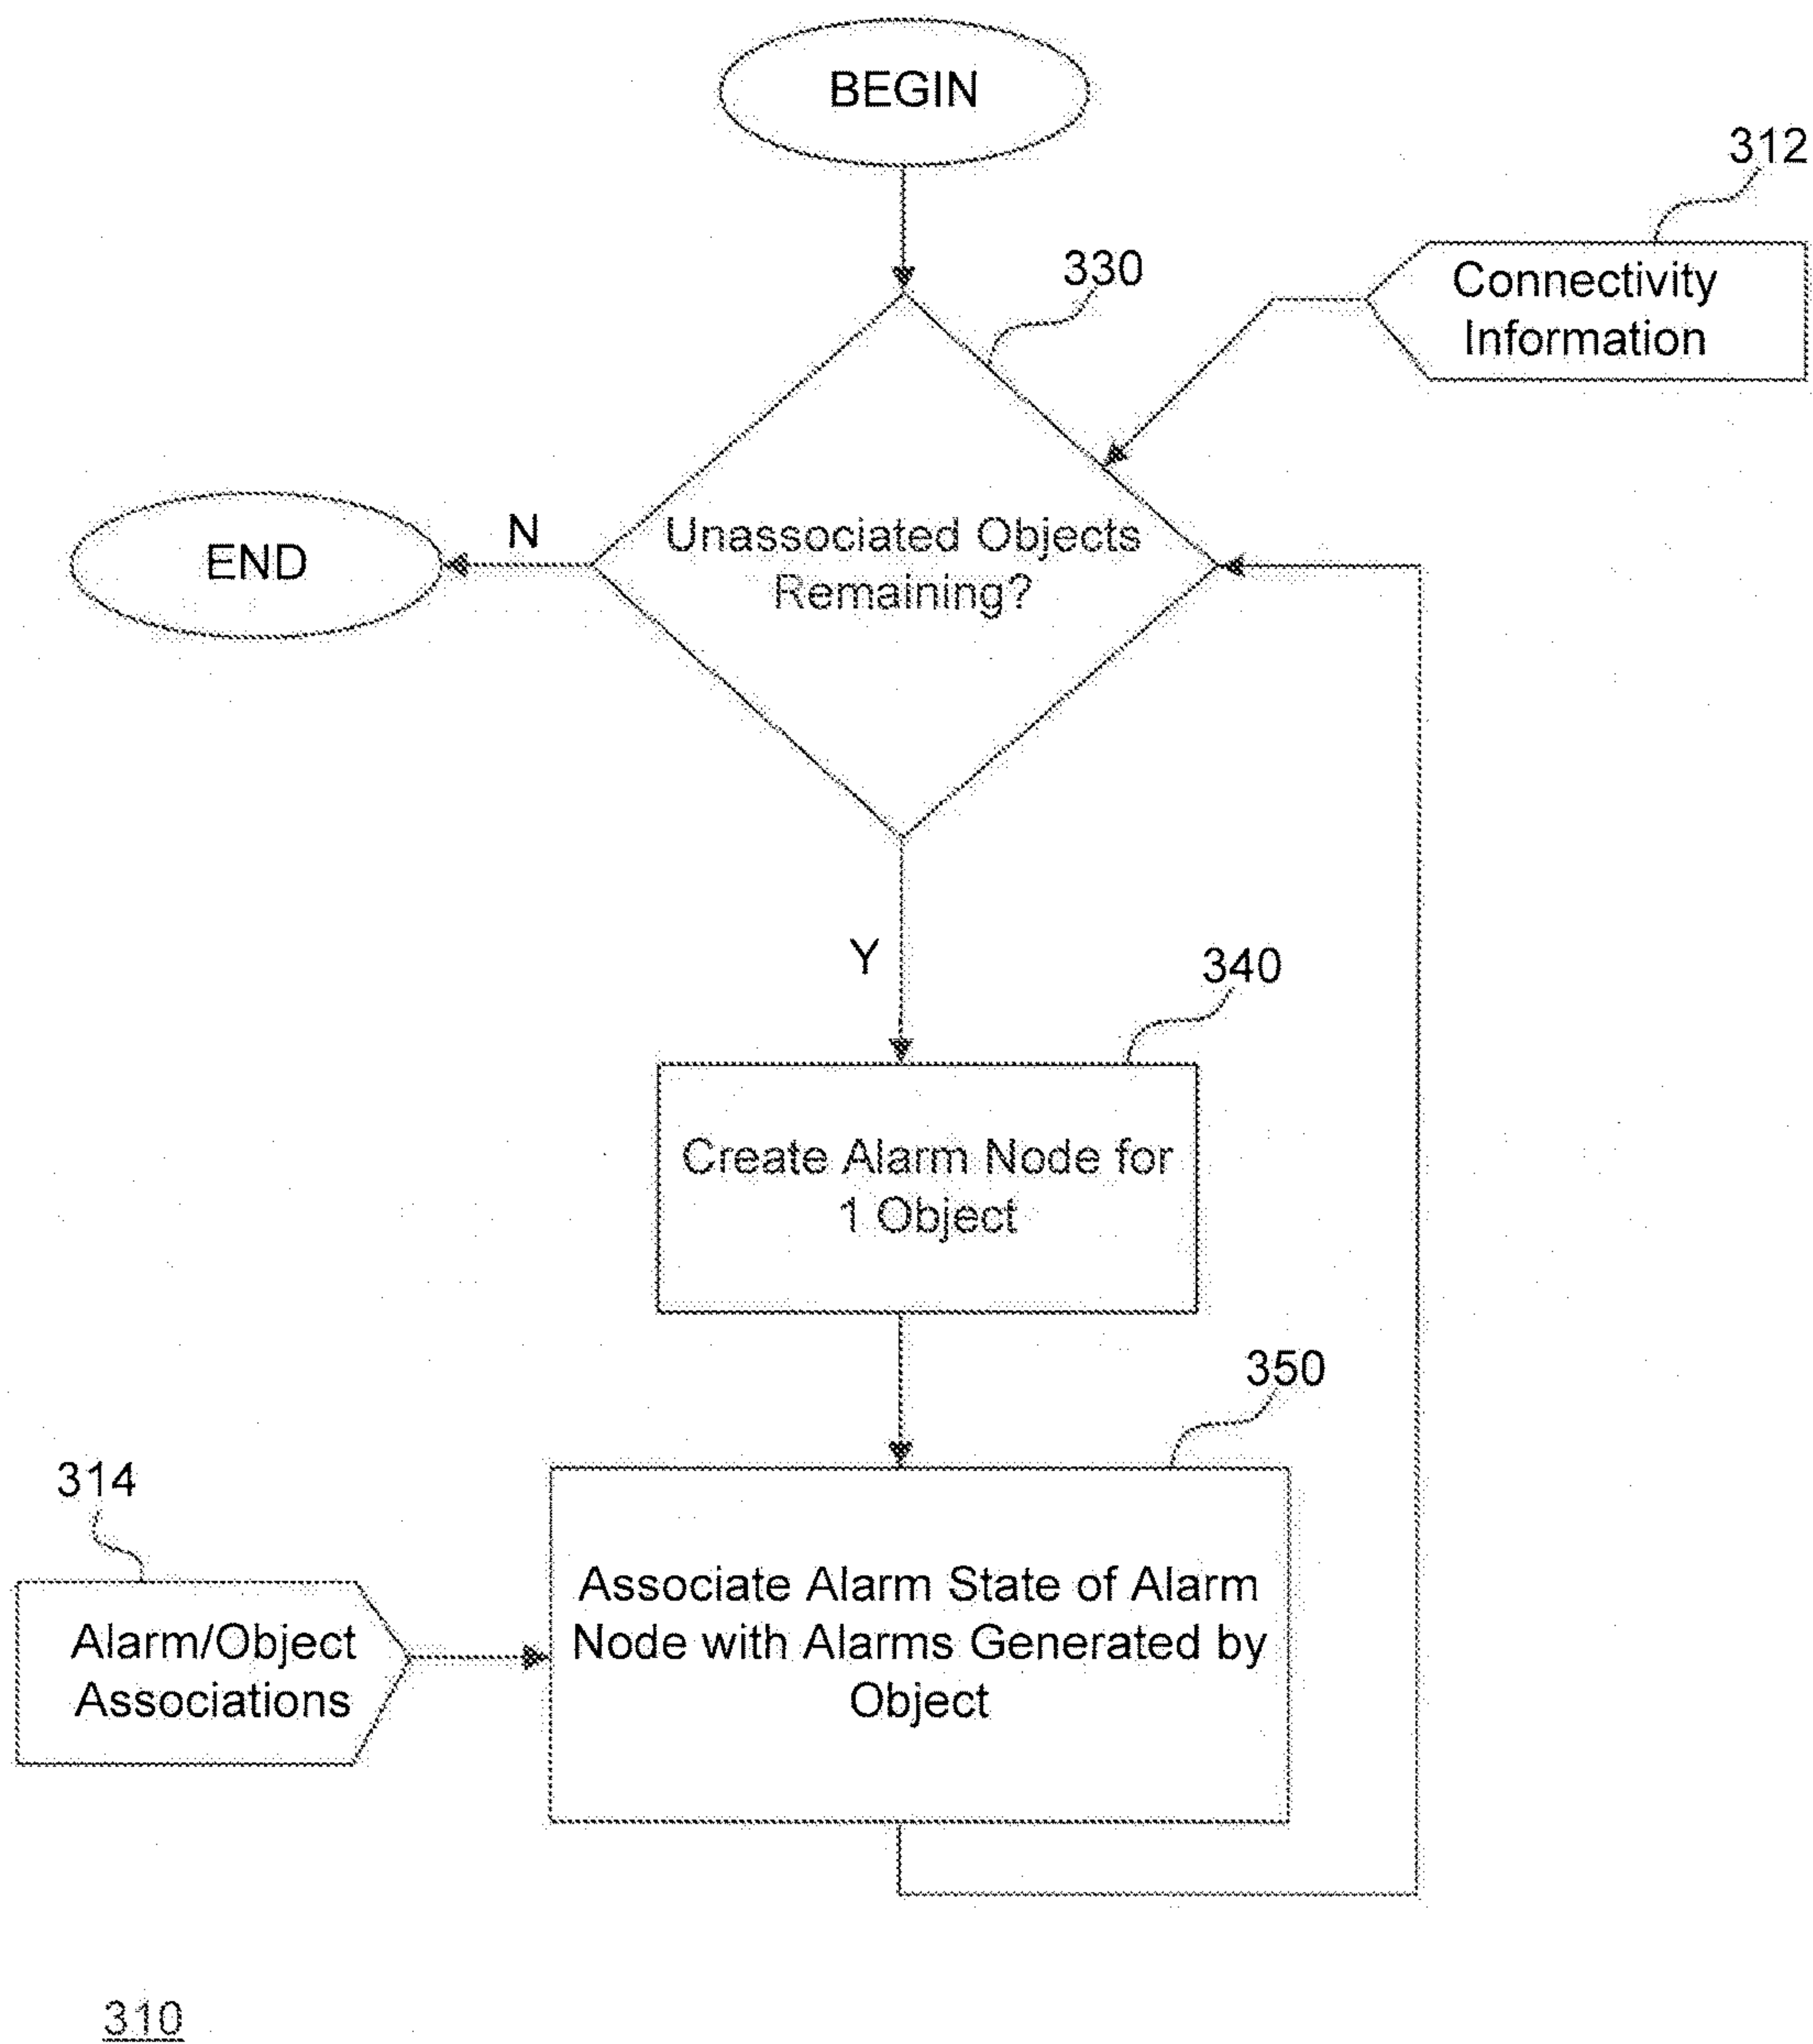 BEGIN
312
Connectivity
Information
330
Unassociated Objects
Remaining?
N
END
Y
340
Create Alarm Node for
1 Object
350
314
Alarm/Object
Associations
Associate Alarm State of Alarm
Node with Alarms Generated by
Object
310